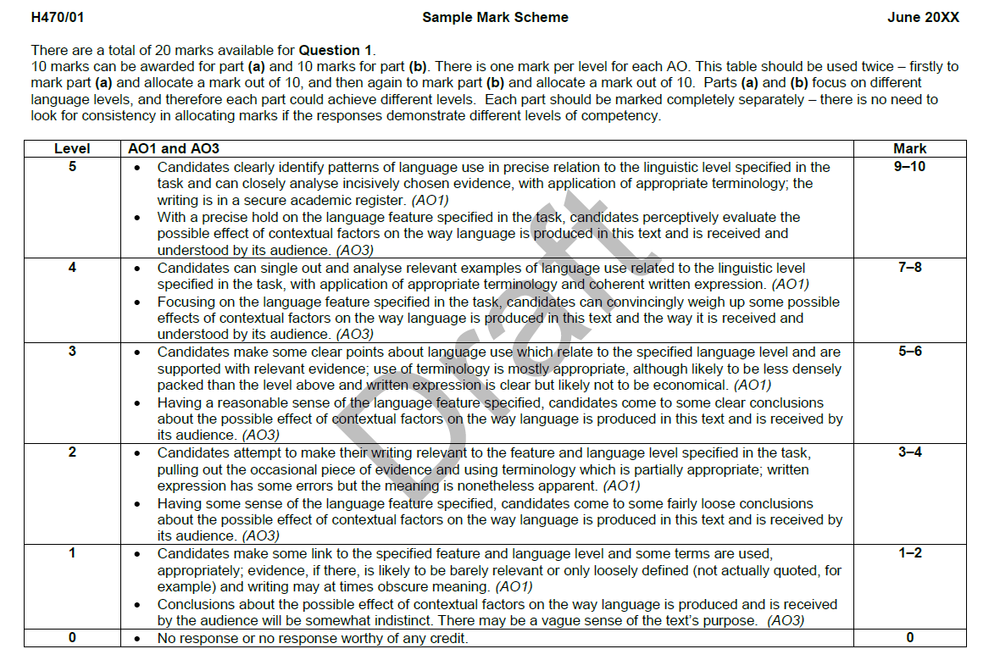 H470/01 Sample Mark Scheme June 20XX
There are a total of 20 marks available for Question 1.
10 marks can be awarded for part (a) and 10 marks for part (b). There is one mark per level for each AO. This table should be used twice – firstly to
mark part (a) and allocate a mark out of 10, and then again to mark part (b) and allocate a mark out of 10. Parts (a) and (b) focus on different
language levels, and therefore each part could achieve different levels. Each part should be marked completely separately – there is no need to
look for consistency in allocating marks if the responses demonstrate different levels of competency.
Level AO1 and AO3 Mark
5 • Candidates clearly identify patterns of language use in precise relation to the linguistic level specified in the 9–10
task and can closely analyse incisively chosen evidence, with application of appropriate terminology; the
writing is in a secure academic register. (AO1)
• With a precise hold on the language feature specified in the task, candidates perceptively evaluate the
possible effect of contextual factors on the way language is produced in this text and is received and
understood by its audience. (AO3)
4 • Candidates can single out and analyse relevant examples of language use related to the linguistic level 7–8
specified in the task, with application of appropriate terminology and coherent written expression. (AO1)
• Focusing on the language feature specified in the task, candidates can convincingly weigh up some possible
effects of contextual factors on the way language is produced in this text and the way it is received and
understood by its audience. (AO3)
3 • Candidates make some clear points about language use which relate to the specified language level and are 5–6
supported with relevant evidence; use of terminology is mostly appropriate, although likely to be less densely
packed than the level above and written expression is clear but likely not to be economical. (AO1)
• Having a reasonable sense of the language feature specified, candidates come to some clear conclusions
about the possible effect of contextual factors on the way language is produced in this text and is received by
its audience. (AO3)
2 • Candidates attempt to make their writing relevant to the feature and language level specified in the task, 3–4
pulling out the occasional piece of evidence and using terminology which is partially appropriate; written
expression has some errors but the meaning is nonetheless apparent. (AO1)
• Having some sense of the language feature specified, candidates come to some fairly loose conclusions
about the possible effect of contextual factors on the way language is produced in this text and is received by
its audience. (AO3)
1 • Candidates make some link to the specified feature and language level and some terms are used, 1–2
appropriately; evidence, if there, is likely to be barely relevant or only loosely defined (not actually quoted, for
example) and writing may at times obscure meaning. (AO1)
• Conclusions about the possible effect of contextual factors on the way language is produced and is received
by the audience will be somewhat indistinct. There may be a vague sense of the text's purpose. (AO3)
0 • No response or no response worthy of any credit. 0
Draft